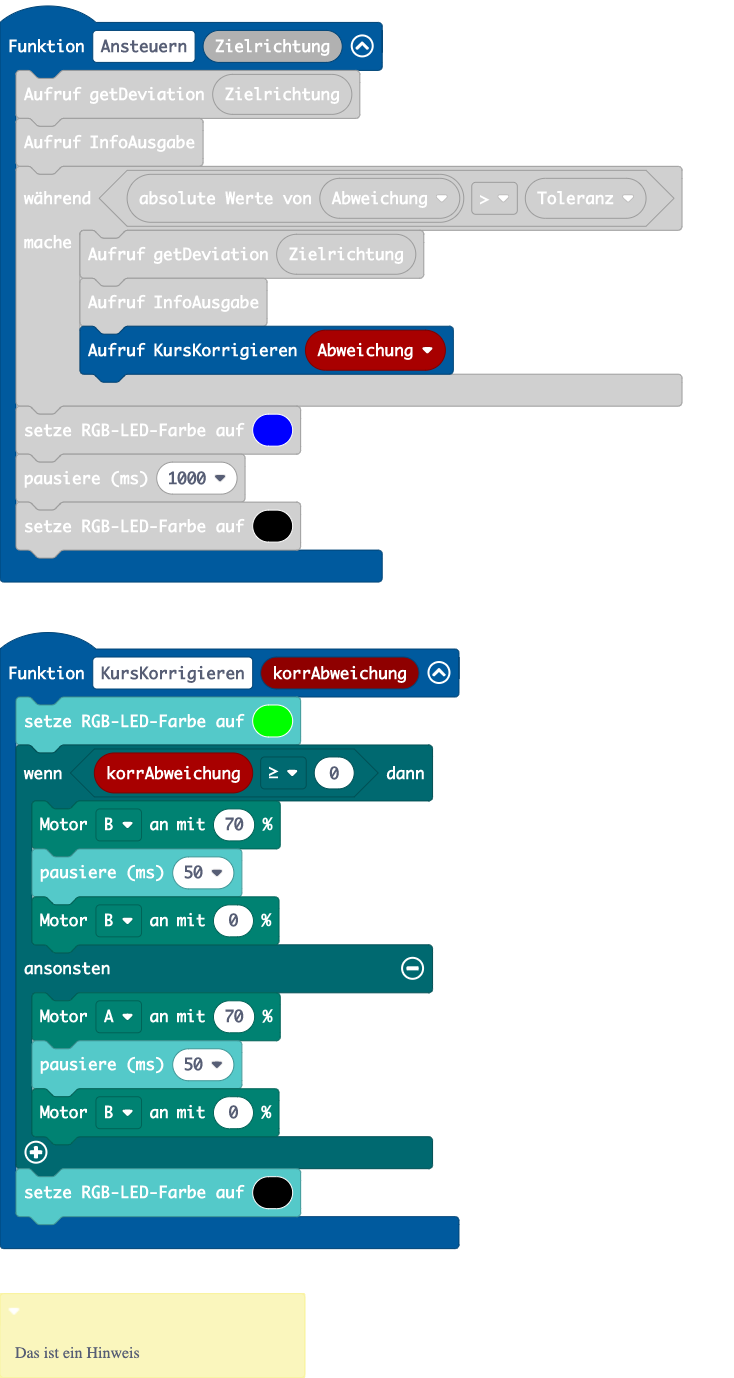 Funktion Ansteuern Zielrichtung
Aufruf getDeviation Zielrichtung
Aufruf InfoAusgabe
während absolute Werte von Abweichung > Toleranz
mache
Aufruf getDeviation Zielrichtung
Aufruf InfoAusgabe
Aufruf KursKorrigieren Abweichung
setze RGB-LED-Farbe auf
pausiere (ms) 1000
setze RGB-LED-Farbe auf
Funktion KursKorrigieren korrAbweichung
setze RGB-LED-Farbe auf
wenn korrAbweichung ≥ 0 dann
Motor B an mit 70 %
pausiere (ms) 50
Motor B an mit 0 %
ansonsten
Motor A an mit 70 %
pausiere (ms) 50
Motor B an mit 0 %
setze RGB-LED-Farbe auf
Das ist ein Hinweis